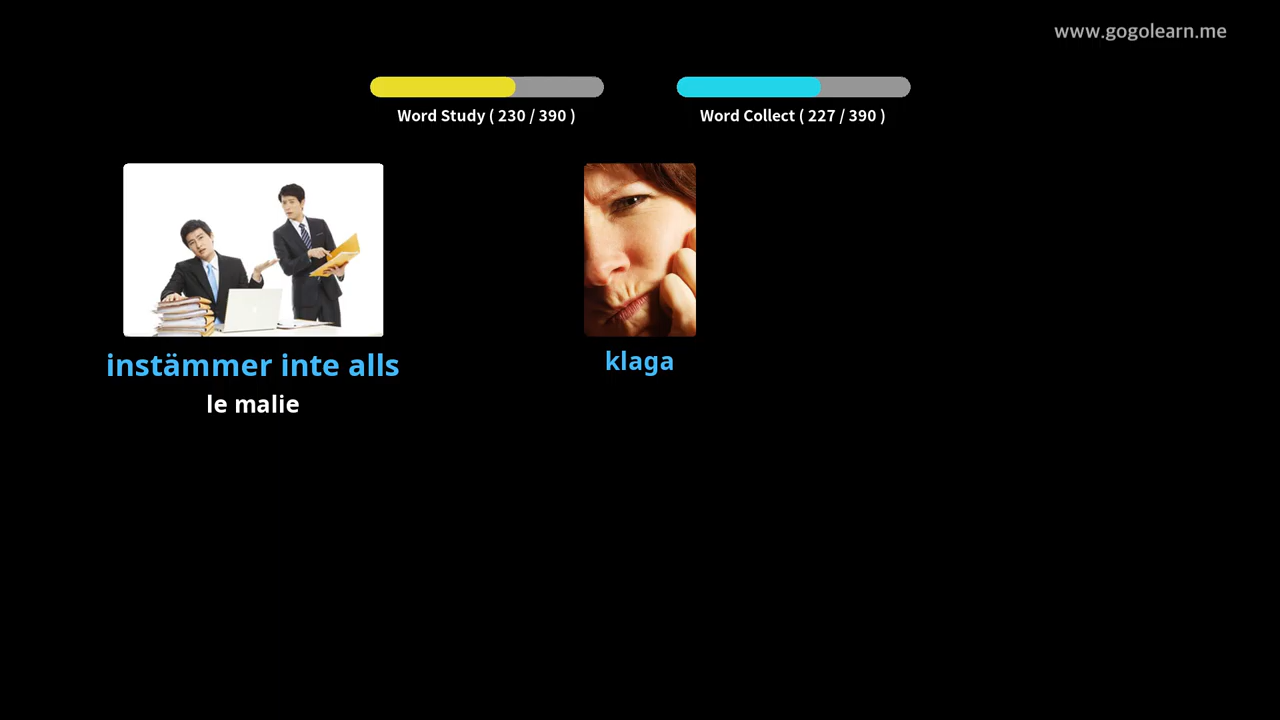 www.gogolearn.me
Word Study ( 230 / 390 )
Word Collect ( 227 / 390 )
instämmer inte alls
le malie
klaga